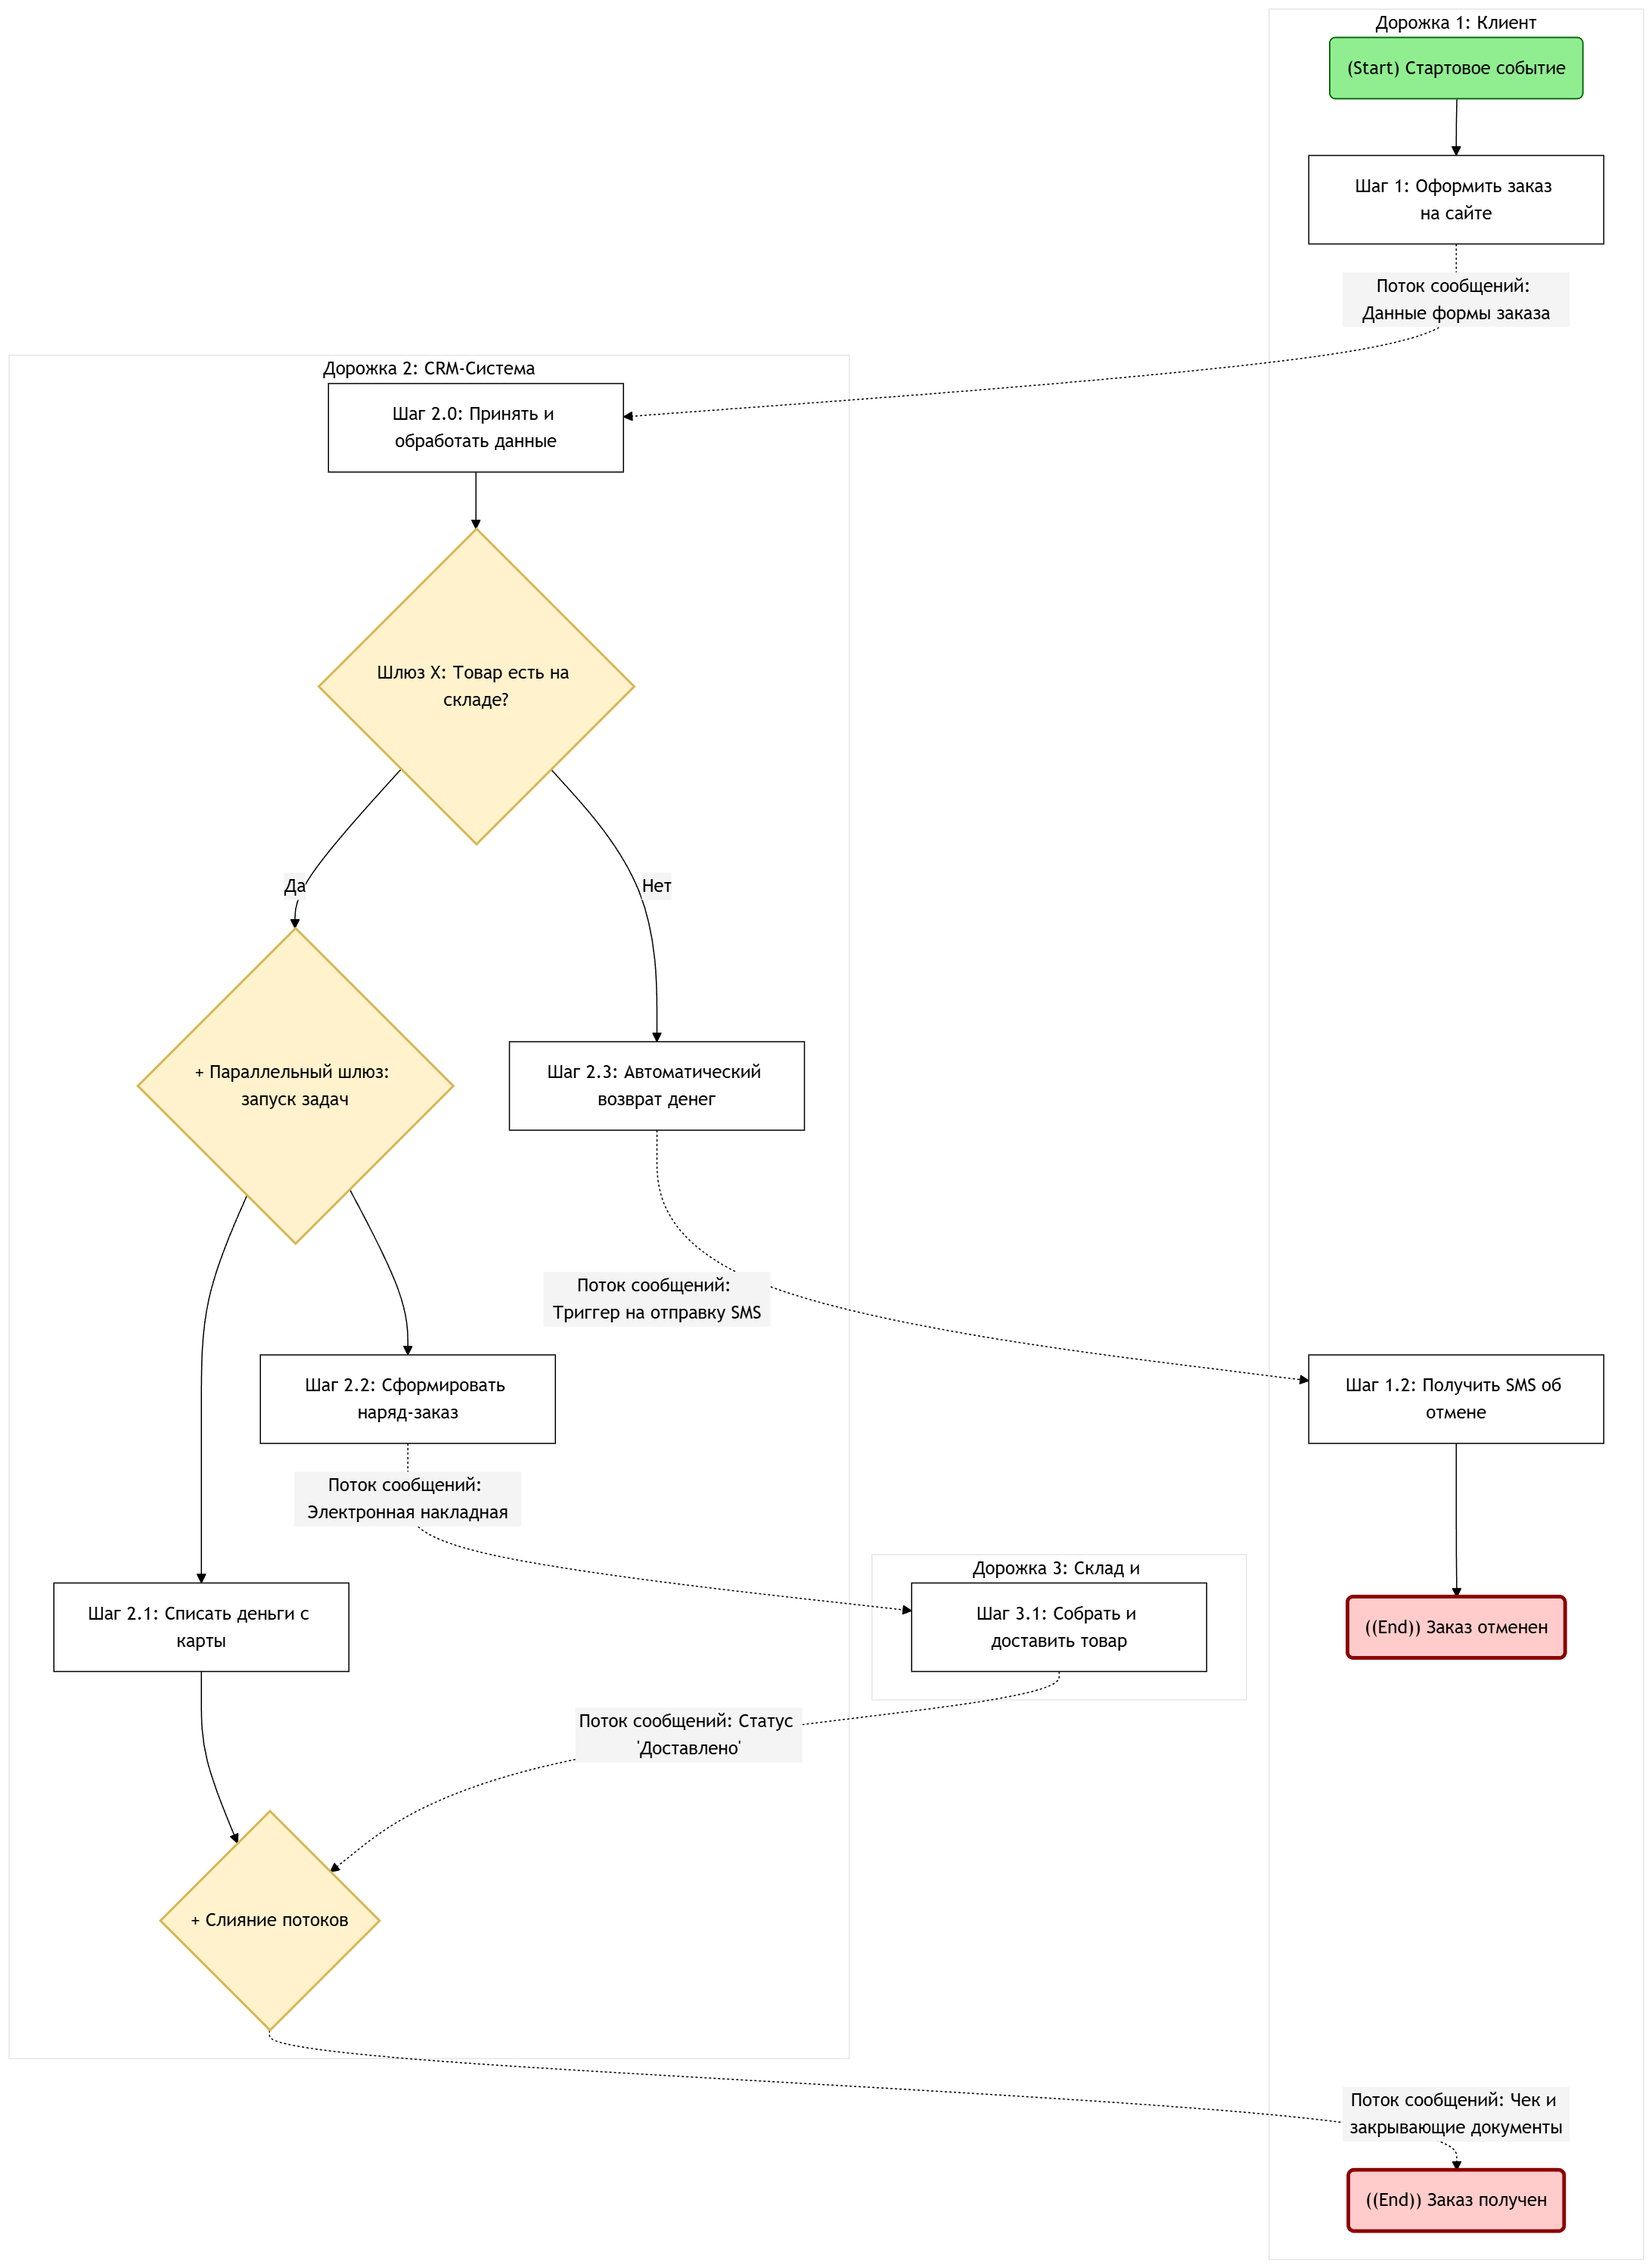 Дорожка 1: Клиент
(Start) Стартовое событие
Шаг 1: Оформить заказ
на сайте
Поток сообщений:
Данные формы заказа
Дорожка 2: CRM-Система
Шаг 2.0: Принять и
обработать данные
Шлюз X: Товар есть на
складе?
Да
Нет
+ Параллельный шлюз:
запуск задач
Шаг 2.3: Автоматический
возврат денег
Поток сообщений:
Триггер на отправку SMS
Шаг 2.2: Сформировать
наряд-заказ
Шаг 1.2: Получить SMS об
отмене
Поток сообщений:
Электронная накладная
Дорожка 3: Склад и
Шаг 2.1: Списать деньги с
карты
Шаг 3.1: Собрать и
доставить товар
((End)) Заказ отменен
Поток сообщений: Статус
'Доставлено'
+ Слияние потоков
Поток сообщений: Чек и
закрывающие документы
((End)) Заказ получен